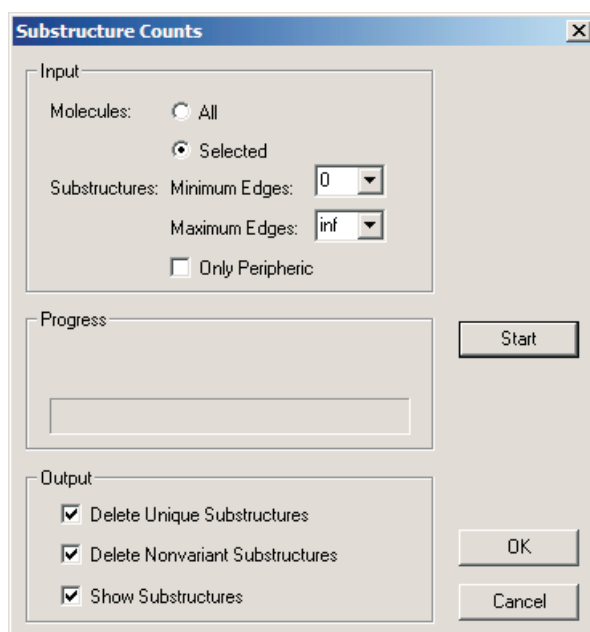 Substructure Counts
Input
Molecules: All
Selected
Substructures: Minimum Edges: 0
Maximum Edges: inf
Only Peripheric
Progress
Start
Output
Delete Unique Substructures
Delete Nonvariant Substructures
OK
Show Substructures
Cancel